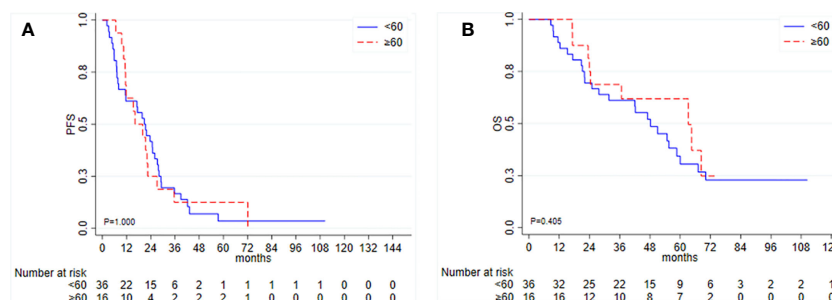 A
1.0
0.8
0.5
0.3
0.0
PFS
<60
≥60
P=1.000
0 12 24 36 48 60 72 84 96 108 120 132 144
months
Number at risk
<60 36 22 15 6 2 1 1 1 1 1 0 0 0
≥60 16 10 4 2 2 2 1 0 0 0 0 0 0
B
1.0
0.8
0.5
0.3
0.0
OS
<60
≥60
P=0.405
0 12 24 36 48 60 72 84 96 108
months
Number at risk
<60 36 32 25 22 15 9 6 3 2 2
≥60 16 16 12 10 8 7